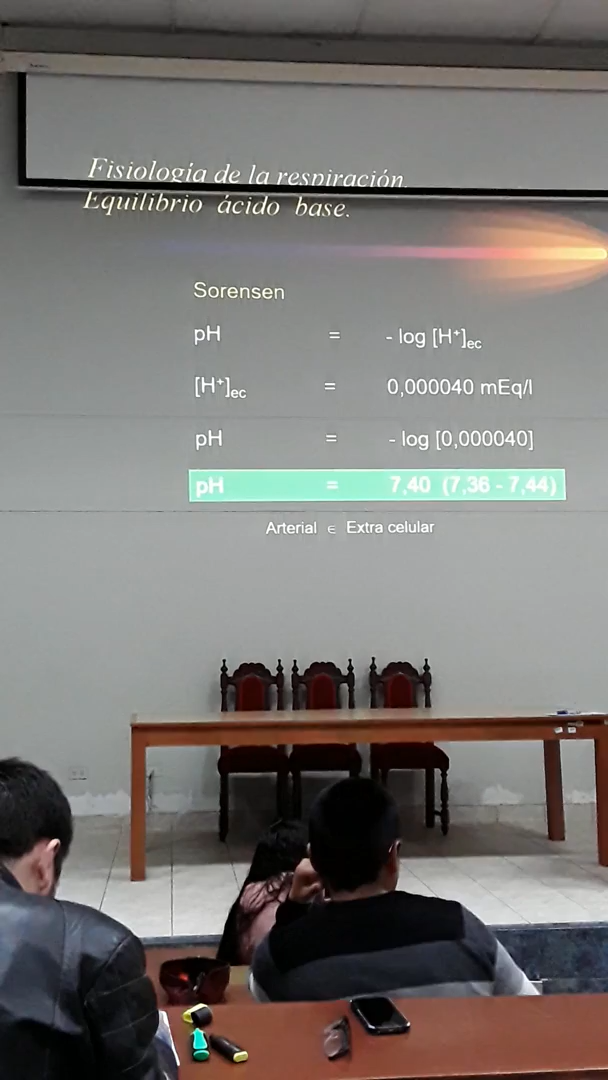 Fisiología de la respiración.
Equilibrio ácido base.
Sorensen
pH = - log [H⁺]ec
[H⁺]ec = 0,000040 mEq/l
pH = - log [0,000040]
pH = 7,40 (7,36 - 7,44)
Arterial ∈ Extra celular